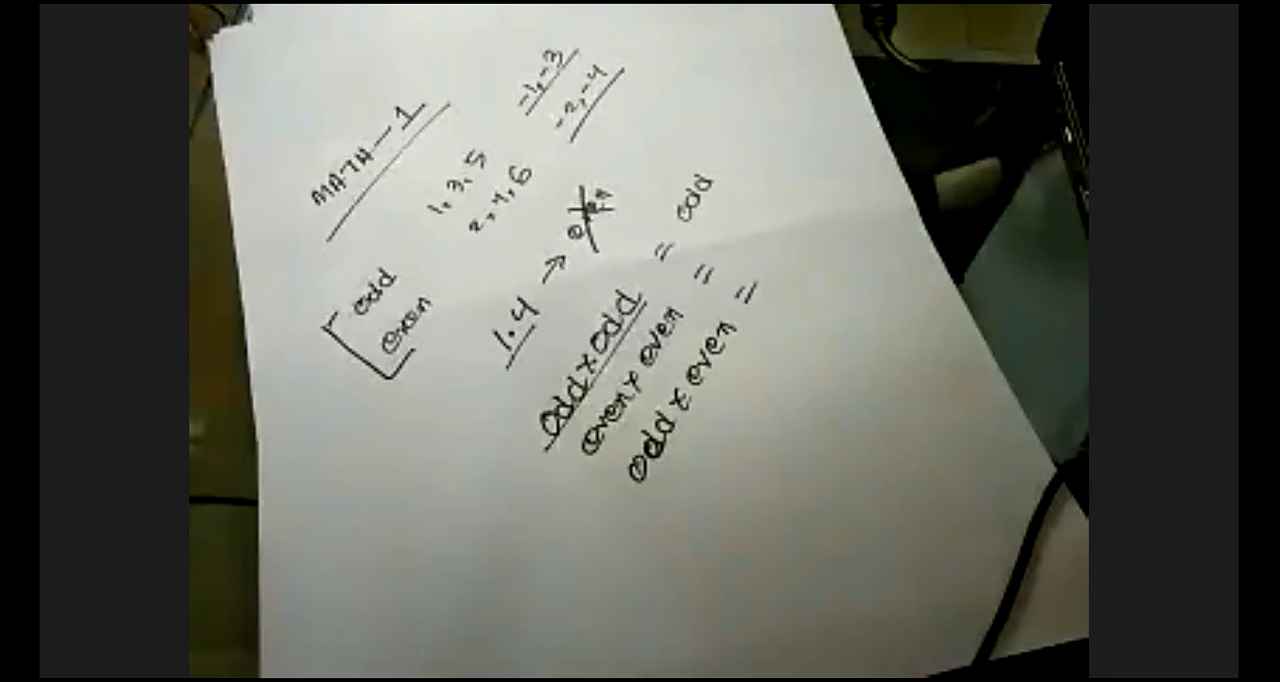 MATH-1
odd 1, 3, 5 -1, -3
even 2, 4, 6 -2, -4
1.4 → even
odd x odd = odd
even x even =
odd x even =